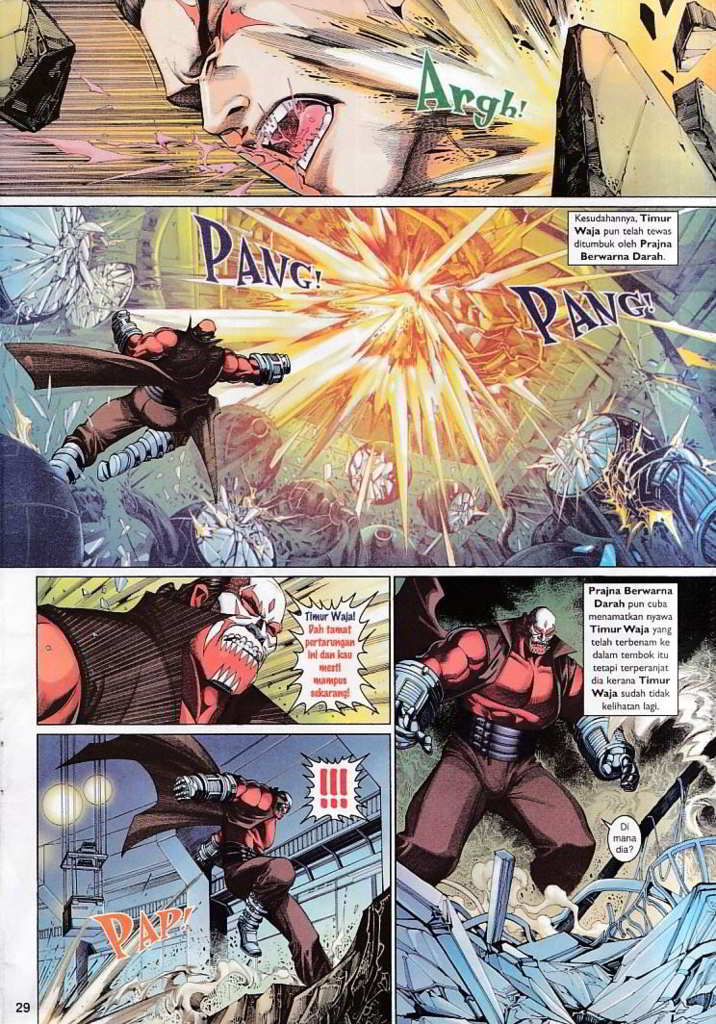 Argh!
Kesudahannya, Timur
Waja pun telah tewas
ditumbuk oleh Prajna
Berwarna Darah.
PANG!
PANG!
Timur Waja!
Dah tamat
pertarungan
ini dan kau
mesti
mampus
sekarang!
Prajna Berwarna
Darah pun cuba
menamatkan nyawa
Timur Waja yang
telah terbenam ke
dalam tembok itu
tetapi terperanjat
dia kerana Timur
Waja sudah tidak
kelihatan lagi.
Di
mana
dia?
!!!
PAP!
29